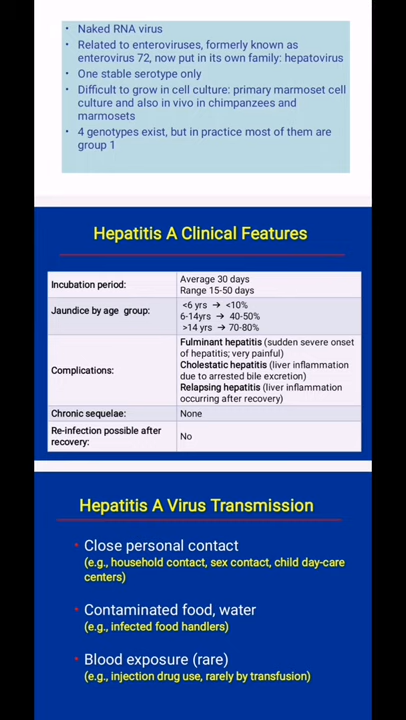 Naked RNA virus
Related to enteroviruses, formerly known as
enterovirus 72, now put in its own family: hepatovirus
One stable serotype only
Difficult to grow in cell culture: primary marmoset cell
culture and also in vivo in chimpanzees and
marmosets
4 genotypes exist, but in practice most of them are
group 1
Hepatitis A Clinical Features
Incubation period:
Average 30 days
Range 15-50 days
Jaundice by age group:
<6 yrs → <10%
6-14yrs → 40-50%
>14 yrs → 70-80%
Complications:
Fulminant hepatitis (sudden severe onset
of hepatitis; very painful)
Cholestatic hepatitis (liver inflammation
due to arrested bile excretion)
Relapsing hepatitis (liver inflammation
occurring after recovery)
Chronic sequelae:
None
Re-infection possible after
recovery:
No
Hepatitis A Virus Transmission
Close personal contact
(e.g., household contact, sex contact, child day-care
centers)
Contaminated food, water
(e.g., infected food handlers)
Blood exposure (rare)
(e.g., injection drug use, rarely by transfusion)